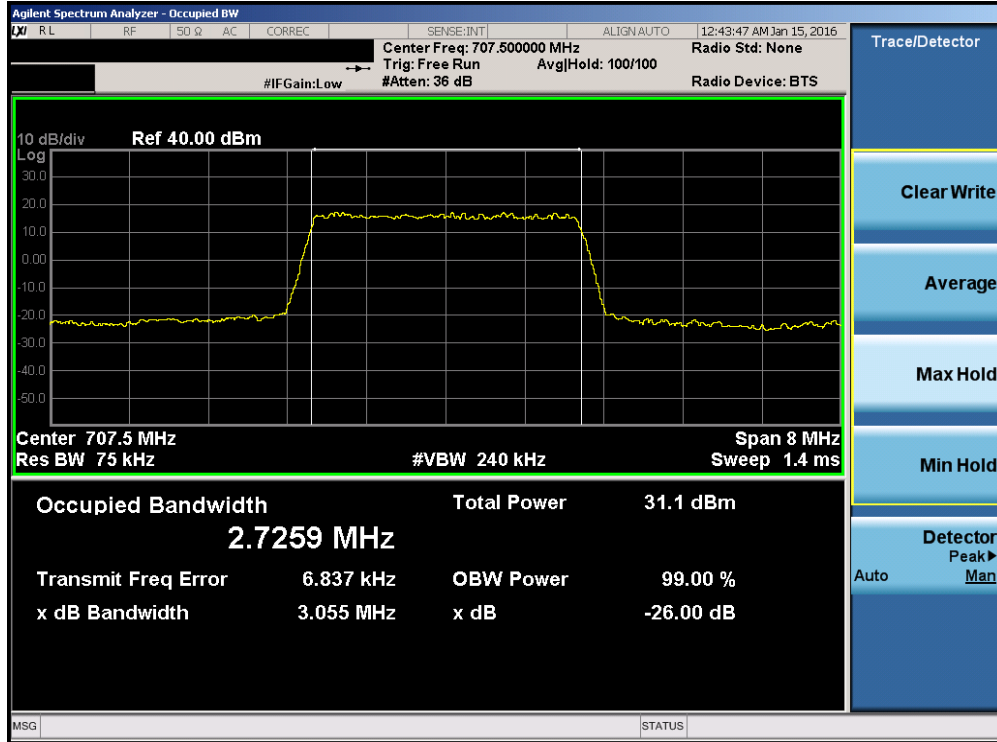 Agilent Spectrum Analyzer - Occupied BW
LXI RL RF 50 Ω AC CORREC SENSE:INT ALIGN AUTO 12:43:47 AM Jan 15, 2016
Center Freq: 707.500000 MHz Radio Std: None
Trig: Free Run Avg|Hold: 100/100
#IFGain:Low #Atten: 36 dB Radio Device: BTS
10 dB/div Ref 40.00 dBm
Log
30.0
20.0
10.0
0.00
-10.0
-20.0
-30.0
-40.0
-50.0
Center 707.5 MHz Span 8 MHz
Res BW 75 kHz #VBW 240 kHz Sweep 1.4 ms
Occupied Bandwidth Total Power 31.1 dBm
2.7259 MHz
Transmit Freq Error 6.837 kHz OBW Power 99.00 %
x dB Bandwidth 3.055 MHz x dB -26.00 dB
MSG STATUS
Trace/Detector
Clear Write
Average
Max Hold
Min Hold
Detector
Peak▶
Auto Man